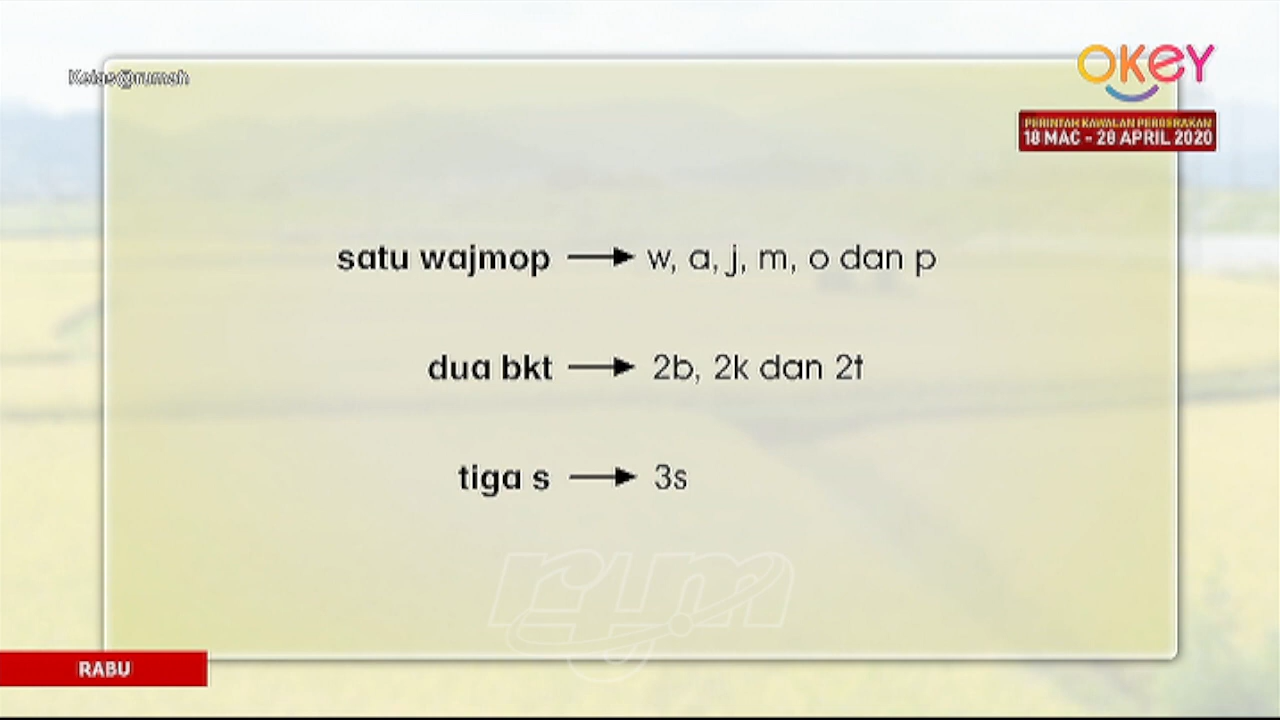 OKEY
Kelas@rumah
PERINTAH KAWALAN PERGERAKAN
18 MAC - 28 APRIL 2020
satu wajmop → w, a, j, m, o dan p
dua bkt → 2b, 2k dan 2t
tiga s → 3s
rtm
RABU